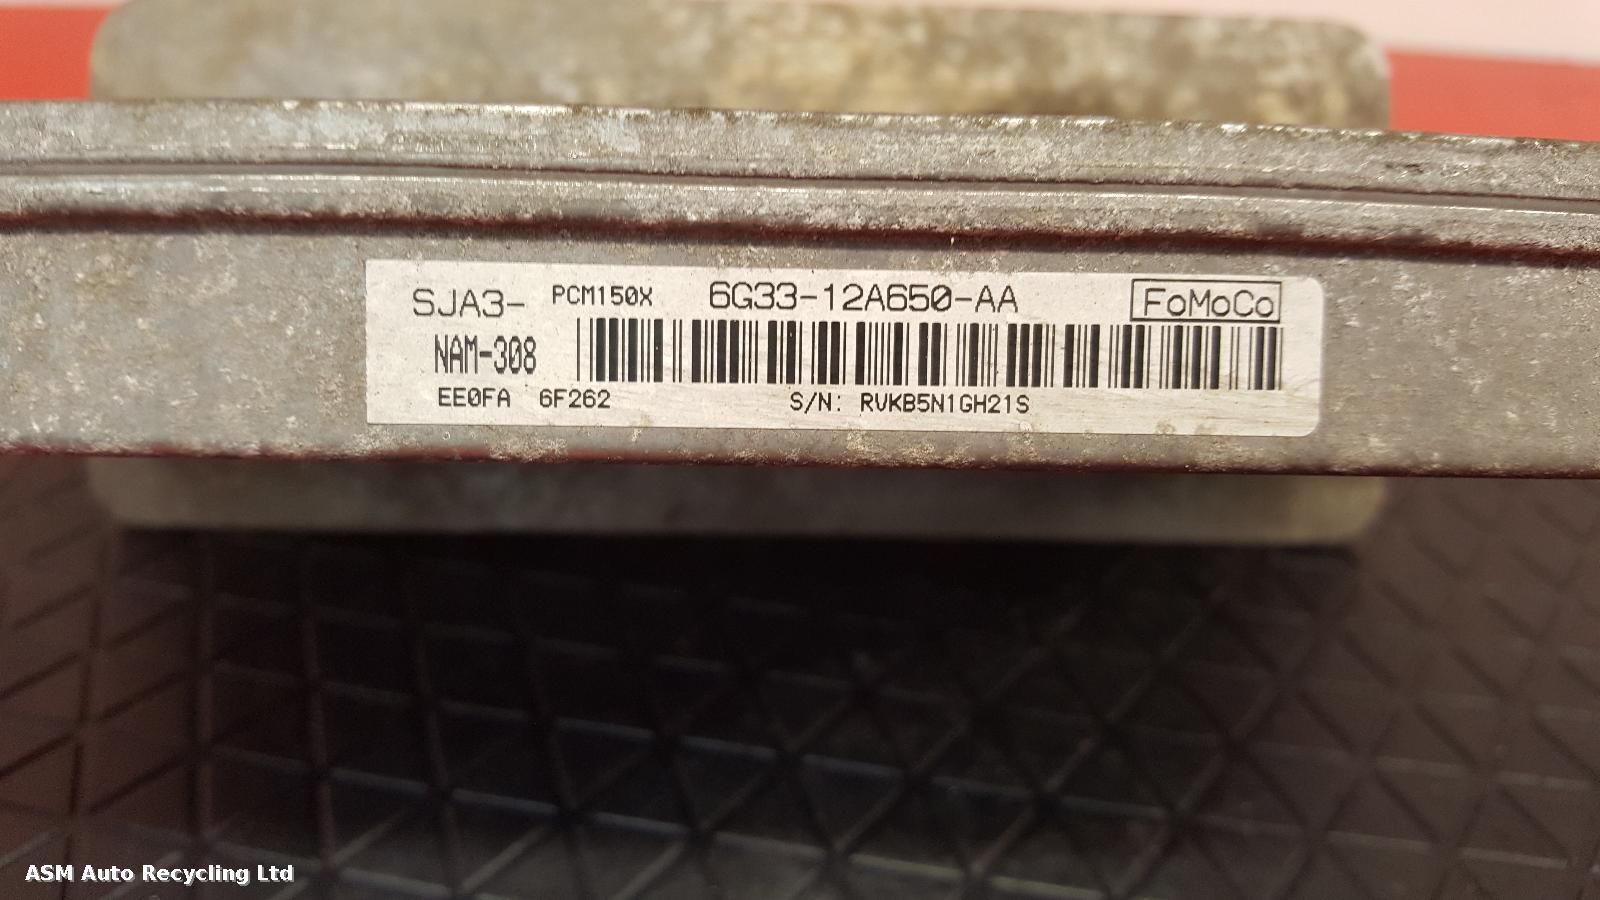 SJA3- PCM150X 6G33-12A650-AA FoMoCo
NAM-308
EE0FA 6F262 S/N: RVKB5N1GH21S
ASM Auto Recycling Ltd